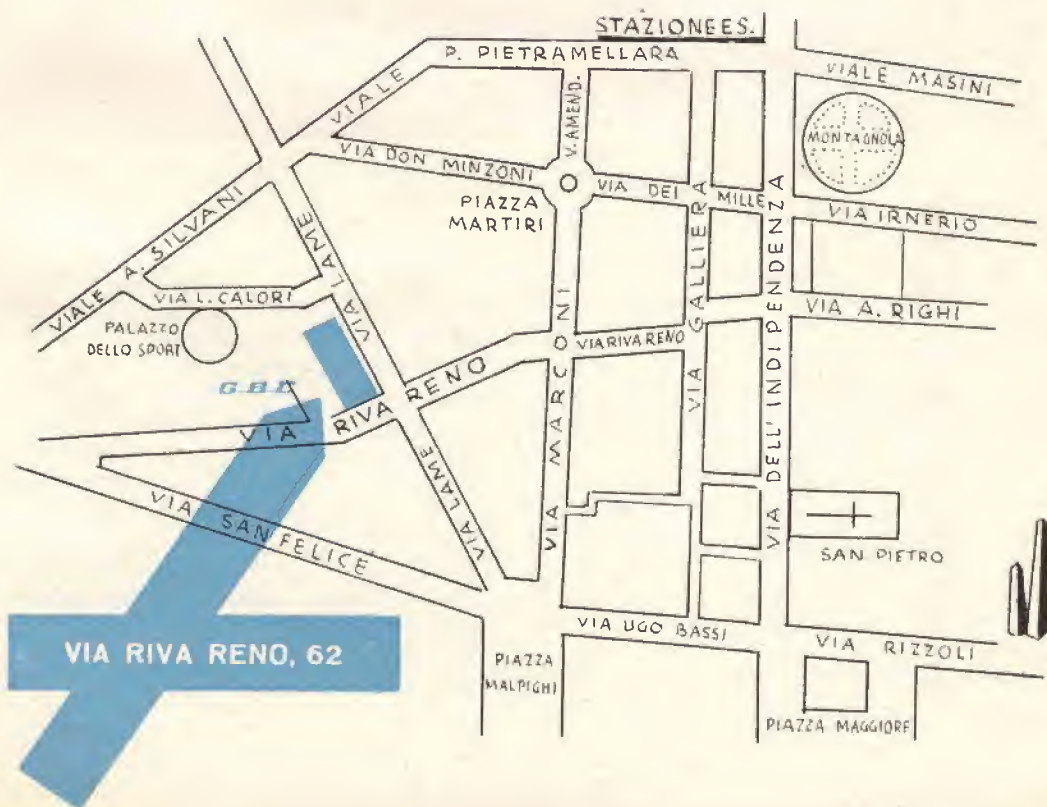 STAZIONE ES.
P. PIETRAMELLARA
VIALE
VIALE MASINI
V. AMEND.
MONTAGNOLA
VIA DON MINZONI
VIA DEI MILLE
PIAZZA
MARTIRI
VIA IRNERIO
VIALE A. SILVANI
VIA LAME
VIA GALLIERA
VIA DELL'INDIPENDENZA
VIA L. CALORI
VIA A. RIGHI
PALAZZO
DELLO SPORT
VIA RIVA RENO
G.B.C.
VIA RIVA RENO
VIA MARCONI
VIA LAME
VIA SAN FELICE
SAN PIETRO
VIA UGO BASSI
VIA RIZZOLI
VIA RIVA RENO, 62
PIAZZA
MALPIGHI
PIAZZA MAGGIORE